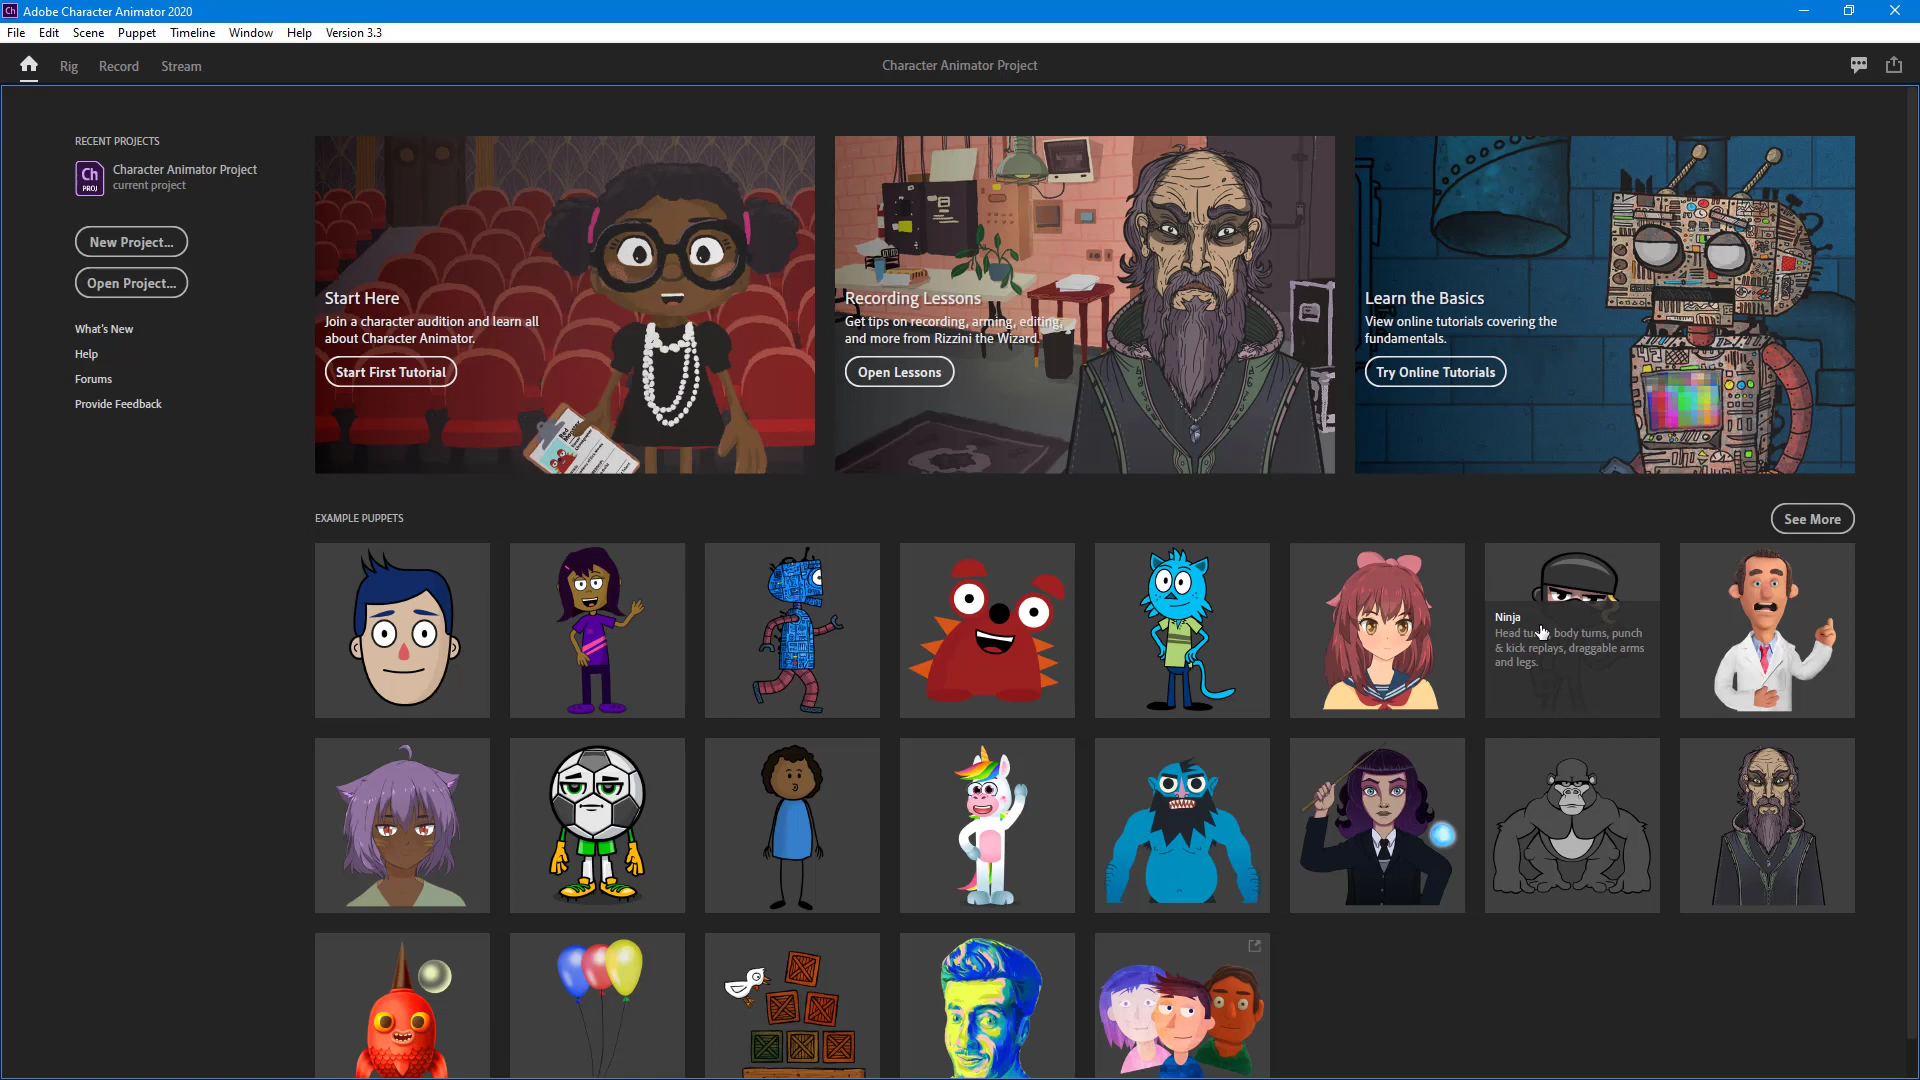 Ch Adobe Character Animator 2020
File Edit Scene Puppet Timeline Window Help Version 3.3
Rig Record Stream
Character Animator Project
RECENT PROJECTS
Ch
PROJ
Character Animator Project
current project
New Project...
Open Project...
What's New
Help
Forums
Provide Feedback
Start Here
Join a character audition and learn all
about Character Animator.
Start First Tutorial
Recording Lessons
Get tips on recording, arming, editing,
and more from Rizzini the Wizard.
Open Lessons
Learn the Basics
View online tutorials covering the
fundamentals.
Try Online Tutorials
EXAMPLE PUPPETS
See More
Ninja
Head body turns, punch
& kick replays, draggable arms
and legs.